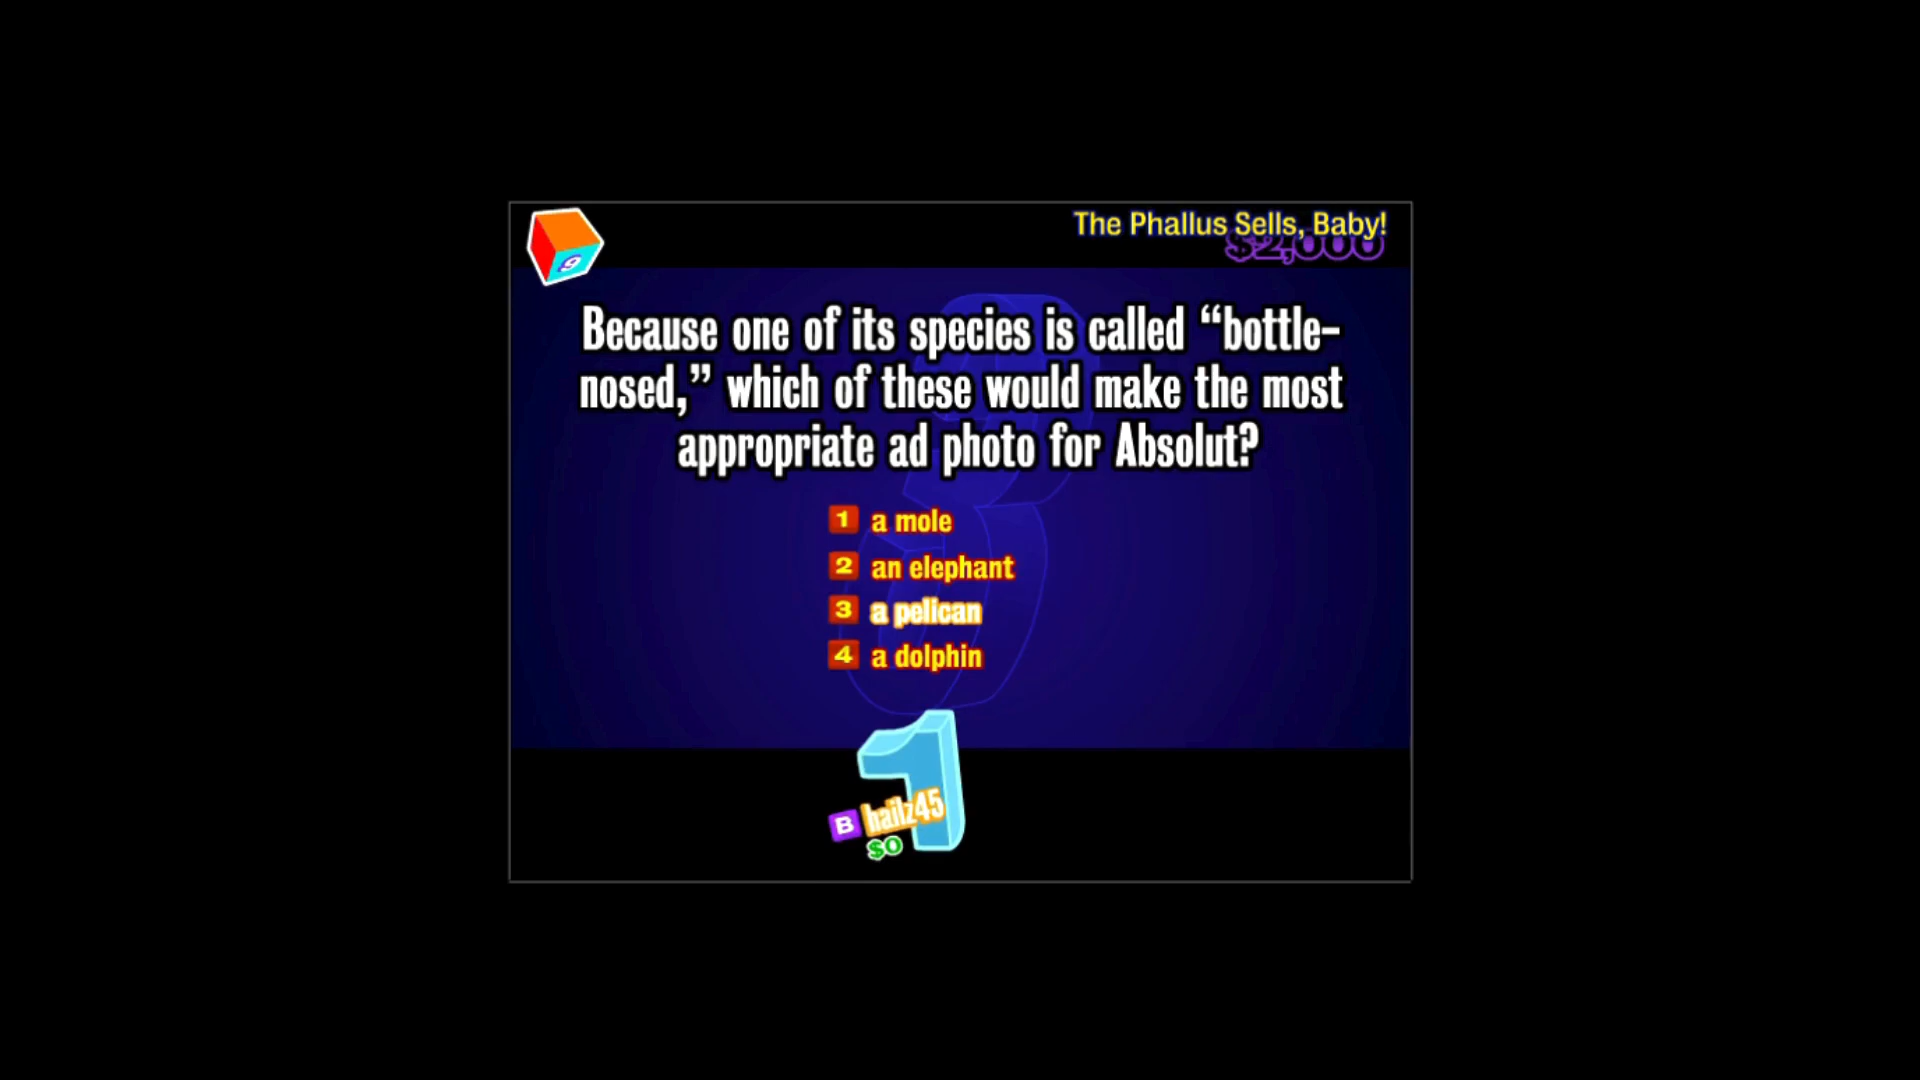 The Phallus Sells, Baby!
$2,000
9
Because one of its species is called “bottle-
nosed,” which of these would make the most
appropriate ad photo for Absolut?
1 a mole
2 an elephant
3 a pelican
4 a dolphin
1
B hailz45
$0